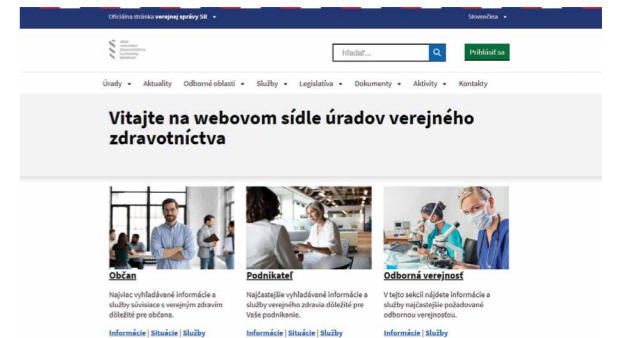 Oficiálna stránka verejnej správy SR
Slovenčina
hľadať...
Prihlásiť sa
Úrady Aktuality Odborné oblasti Služby Legislatíva Dokumenty Aktivity Kontakty
Vitajte na webovom sídle úradov verejného
zdravotníctva
Občan
Najviac vyhľadávané informácie a
služby súvisiace s verejným zdravím
dôležité pre občana.
Informácie | Situácie | Služby
Podnikateľ
Najčastejšie vyhľadávané informácie a
služby verejného zdravia dôležité pre
Vaše podnikanie.
Informácie | Situácie | Služby
Odborná verejnosť
V tejto sekcii nájdete informácie a
služby najčastejšie požadované
odbornou verejnosťou.
Informácie | Služby